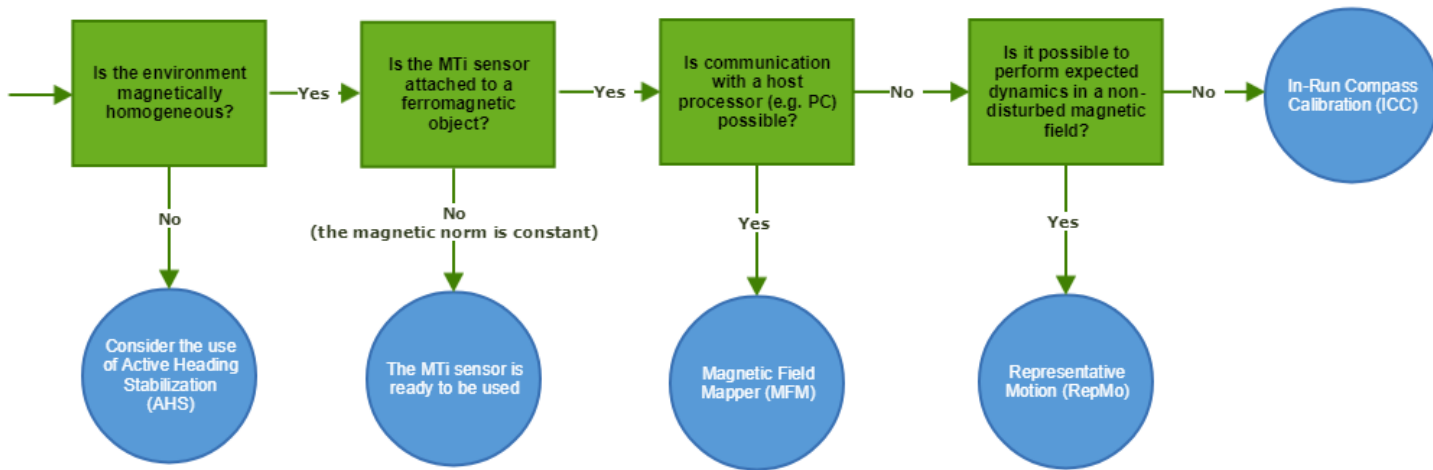 Is the environment
magnetically
homogeneous?
Yes
Is the MTi sensor
attached to a
ferromagnetic
object?
Yes
Is communication
with a host
processor (e.g. PC)
possible?
No
Is it possible to
perform expected
dynamics in a non-
disturbed magnetic
field?
No
In-Run Compass
Calibration (ICC)
No
No
(the magnetic norm is constant)
Yes
Yes
Consider the use
of Active Heading
Stabilization
(AHS)
The MTi sensor is
ready to be used
Magnetic Field
Mapper (MFM)
Representative
Motion (RepMo)